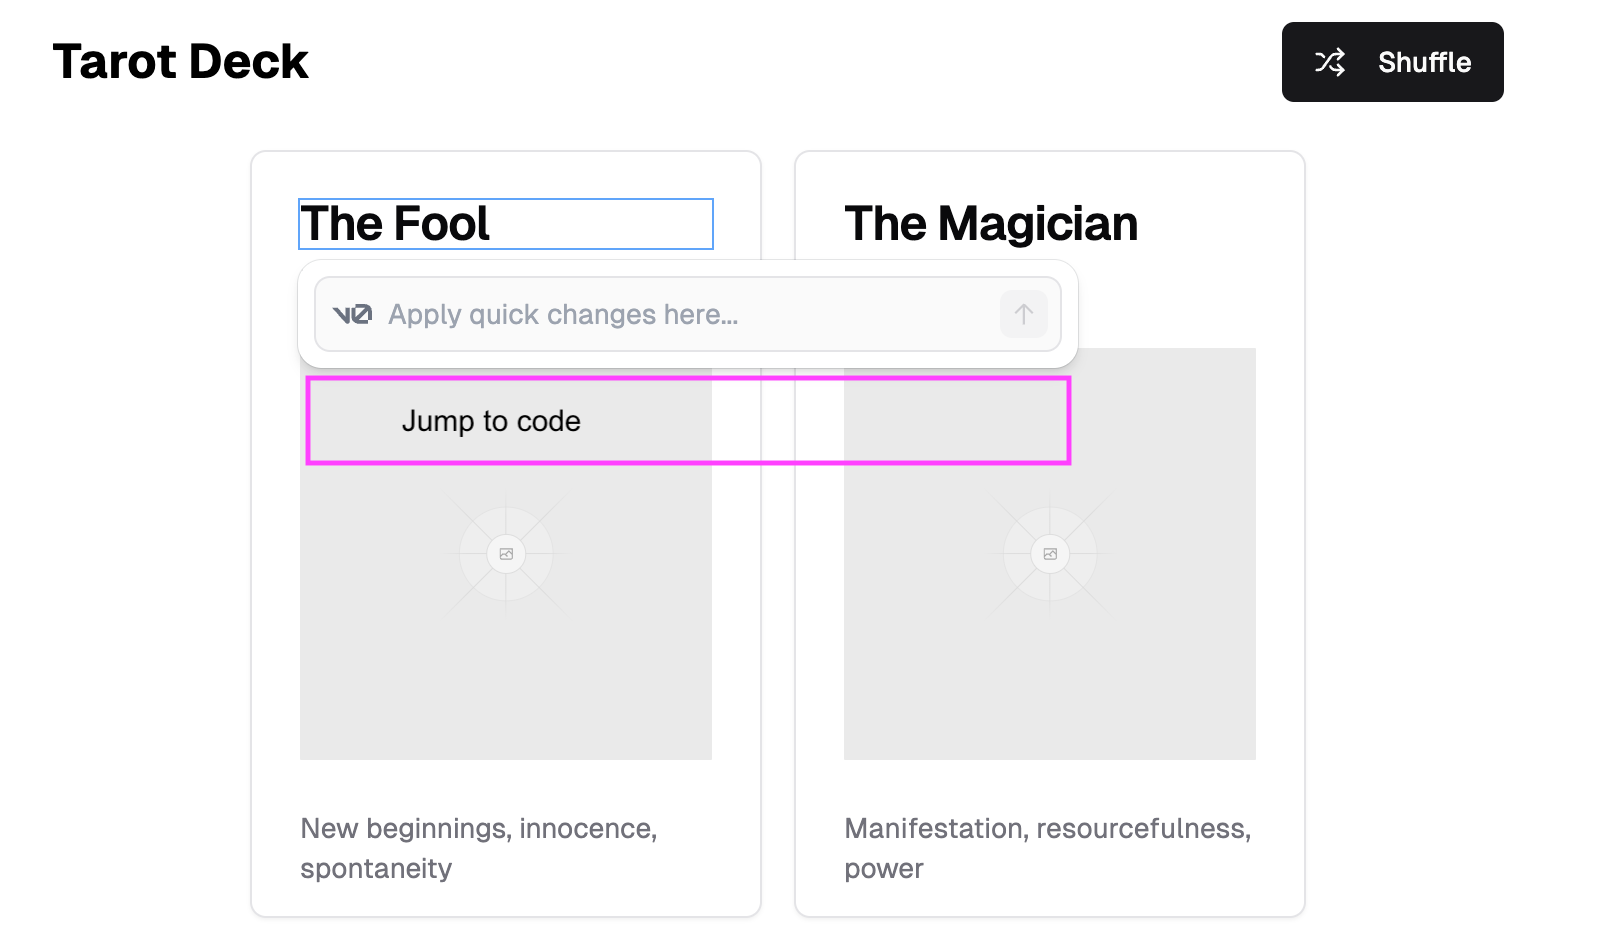 Tarot Deck
Shuffle
The Fool
The Magician
v0 Apply quick changes here...
Jump to code
New beginnings, innocence,
spontaneity
Manifestation, resourcefulness,
power